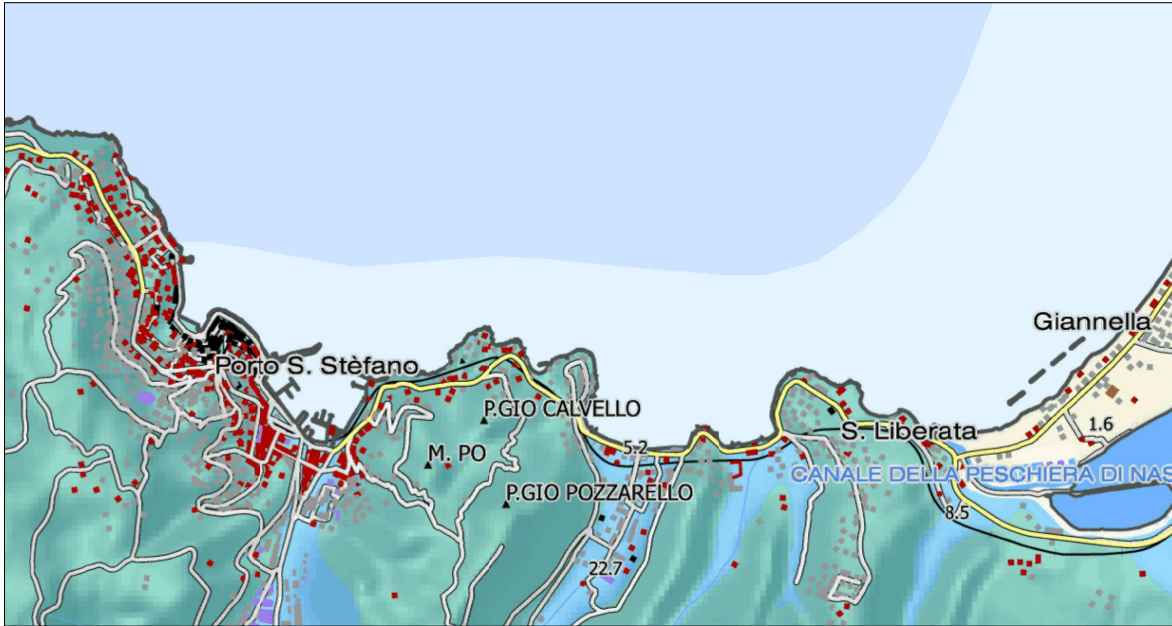 Giannella
Porto S. Stèfano
P.GIO CALVELLO
1.6
S. Liberata
5.2
M. PO
CANALE DELLA PESCHIERA DI NAS
P.GIO POZZARELLO
8.5
22.7